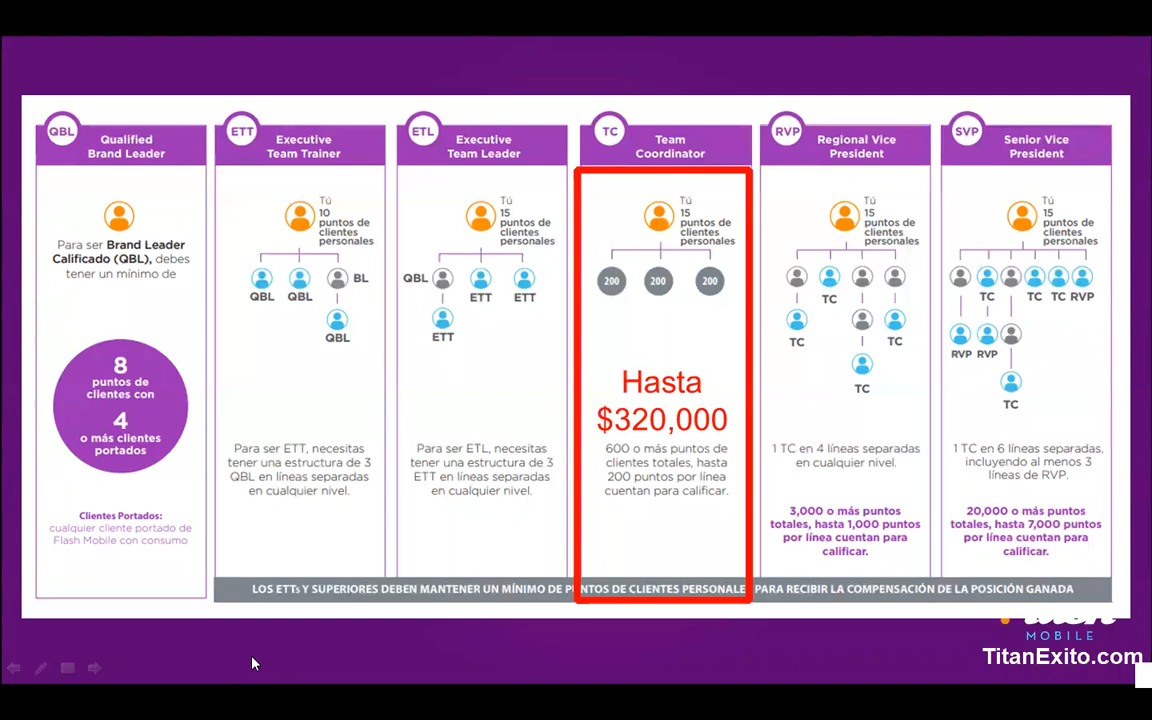 QBL
Qualified
Brand Leader
Para ser Brand Leader
Calificado (QBL), debes
tener un mínimo de
8
puntos de
clientes con
4
o más clientes
portados
Clientes Portados:
cualquier cliente portado de
Flash Mobile con consumo
ETT
Executive
Team Trainer
Tú
10
puntos de
clientes
personales
QBL
QBL
BL
QBL
Para ser ETT, necesitas
tener una estructura de 3
QBL en líneas separadas
en cualquier nivel.
ETL
Executive
Team Leader
Tú
15
puntos de
clientes
personales
QBL
ETT
ETT
ETT
Para ser ETL, necesitas
tener una estructura de 3
ETT en líneas separadas
en cualquier nivel.
TC
Team
Coordinator
Tú
15
puntos de
clientes
personales
200
200
200
Hasta
$320,000
600 o más puntos de
clientes totales, hasta
200 puntos por línea
cuentan para calificar.
RVP
Regional Vice
President
Tú
15
puntos de
clientes
personales
TC
TC
TC
TC
1 TC en 4 líneas separadas
en cualquier nivel.
3,000 o más puntos
totales, hasta 1,000 puntos
por línea cuentan para
calificar.
SVP
Senior Vice
President
Tú
15
puntos de
clientes
personales
TC
TC
TC
RVP
RVP
RVP
TC
1 TC en 6 líneas separadas,
incluyendo al menos 3
líneas de RVP.
20,000 o más puntos
totales, hasta 7,000 puntos
por línea cuentan para
calificar.
LOS ETTs Y SUPERIORES DEBEN MANTENER UN MÍNIMO DE PUNTOS DE CLIENTES PERSONALES PARA RECIBIR LA COMPENSACIÓN DE LA POSICIÓN GANADA
MOBILE
TitanExito.com